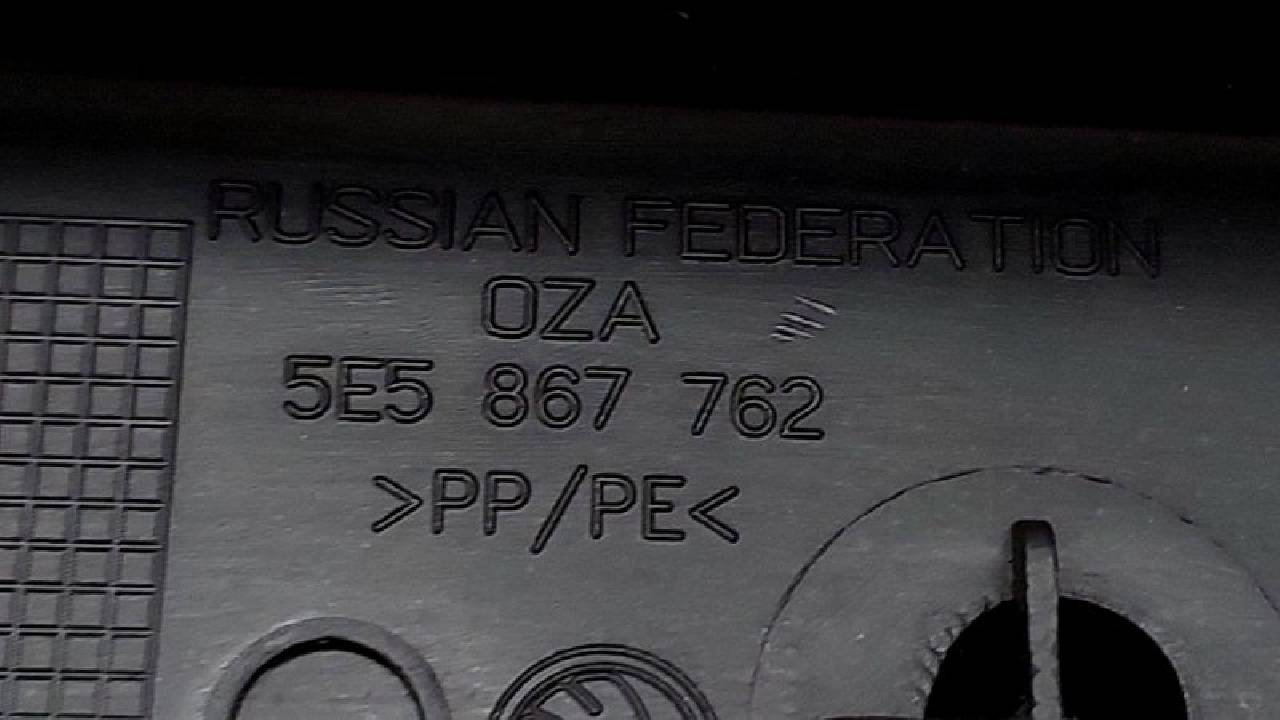 RUSSIAN FEDERATION
OZA
5E5 867 762
>PP/PE<